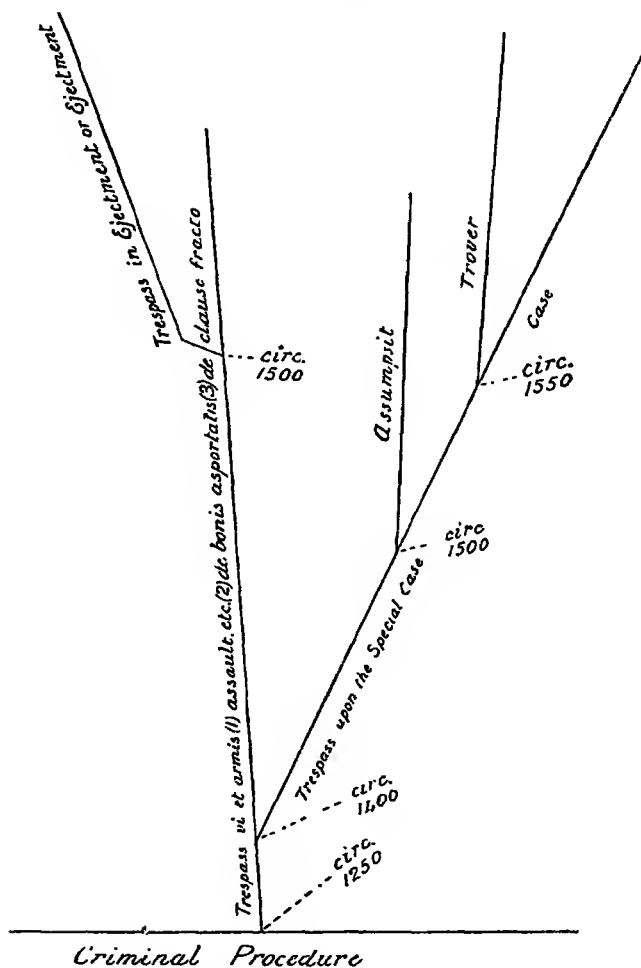 Trespass in Ejectment or Ejectment
Trespass vi et armis (1) assault, etc. (2) de bonis asportatis (3) de clause fracto
circ.
1500
Assumpsit
Trover
Case
circ.
1550
circ
1500
Trespass upon the Special Case
circ.
1400
circ.
1250
Criminal Procedure